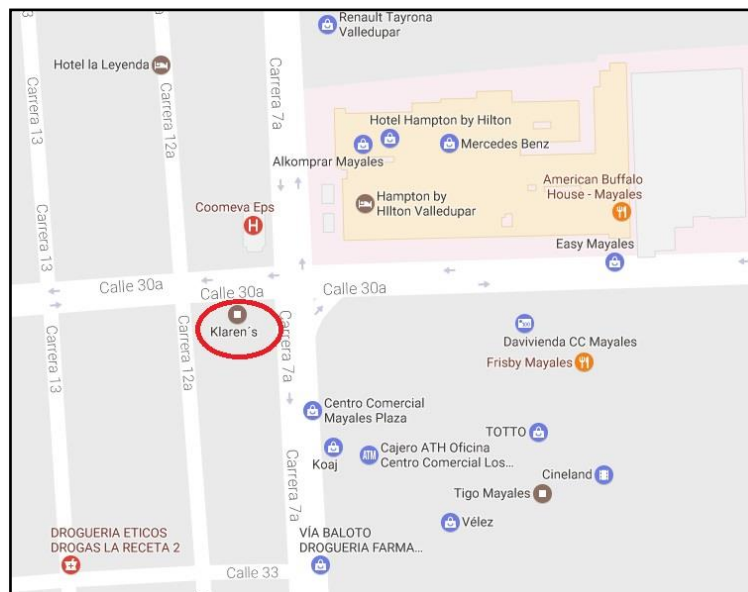 Renault Tayrona
Valledupar
Hotel la Leyenda
Carrera 13
Carrera 12a
Carrera 7a
Hotel Hampton by Hilton
Mercedes Benz
Alkomprar Mayales
American Buffalo
House - Mayales
Coomeva Eps
H
Hampton by
HIlton Valledupar
Easy Mayales
Carrera 13
Calle 30a
Calle 30a
Calle 30a
Klaren´s
Davivienda CC Mayales
Frisby Mayales
Carrera 13
Carrera 12a
Carrera 7a
Centro Comercial
Mayales Plaza
TOTTO
Koaj
ATM
Cajero ATH Oficina
Centro Comercial Los...
Cineland
Tigo Mayales
Carrera 7a
Vélez
DROGUERIA ETICOS
DROGAS LA RECETA 2
VÍA BALOTO
DROGUERIA FARMA...
Calle 33